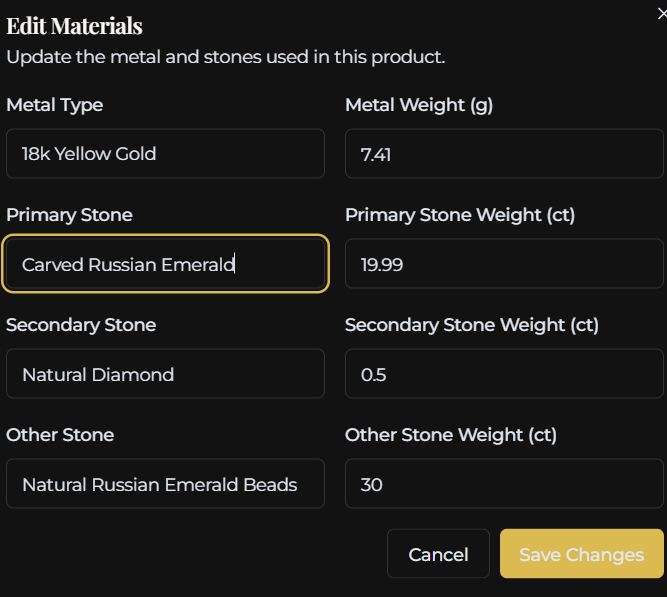 Edit Materials
Update the metal and stones used in this product.
Metal Type
Metal Weight (g)
18k Yellow Gold
7.41
Primary Stone
Primary Stone Weight (ct)
Carved Russian Emerald
19.99
Secondary Stone
Secondary Stone Weight (ct)
Natural Diamond
0.5
Other Stone
Other Stone Weight (ct)
Natural Russian Emerald Beads
30
Cancel
Save Changes